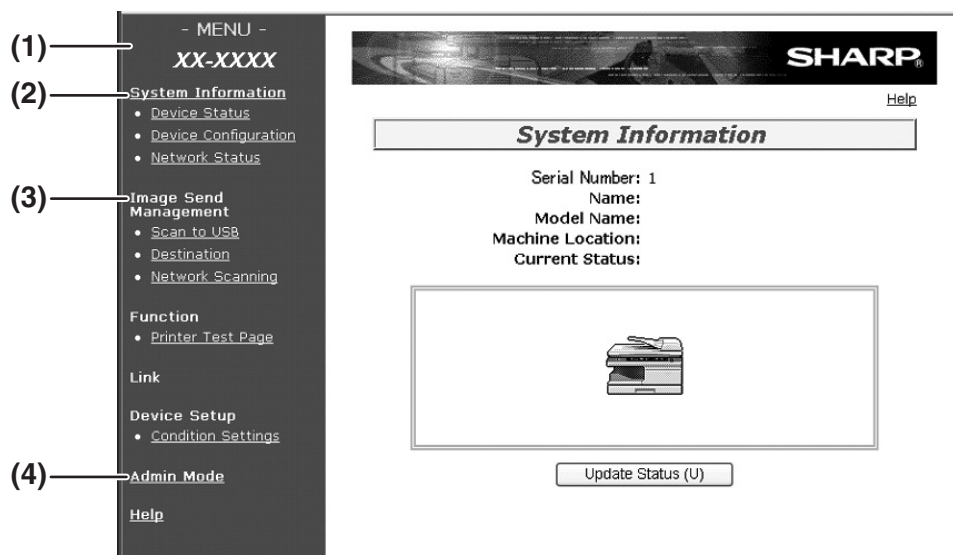 (1)
- MENU -
XX-XXXX
(2)
System Information
• Device Status
• Device Configuration
• Network Status
(3)
Image Send
Management
• Scan to USB
• Destination
• Network Scanning
Function
• Printer Test Page
Link
Device Setup
• Condition Settings
(4)
Admin Mode
Help
SHARP®
Help
System Information
Serial Number: 1
Name:
Model Name:
Machine Location:
Current Status:
Update Status (U)